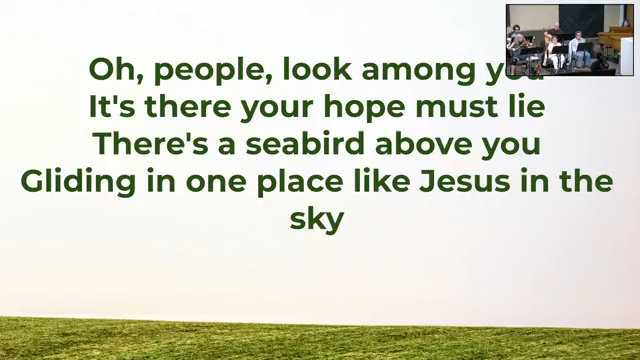 Oh, people, look among you
It's there your hope must lie
There's a seabird above you
Gliding in one place like Jesus in the
sky